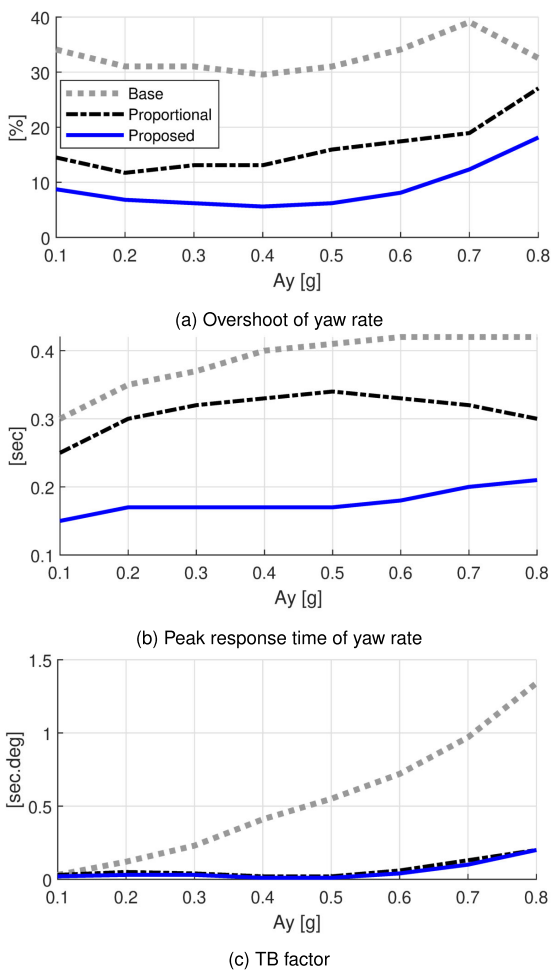 40
30
20
10
0
[%]
Base
Proportional
Proposed
0.1 0.2 0.3 0.4 0.5 0.6 0.7 0.8
Ay [g]
(a) Overshoot of yaw rate
0.4
0.3
0.2
0.1
[sec]
0.1 0.2 0.3 0.4 0.5 0.6 0.7 0.8
Ay [g]
(b) Peak response time of yaw rate
1.5
1
0.5
0
[sec.deg]
0.1 0.2 0.3 0.4 0.5 0.6 0.7 0.8
Ay [g]
(c) TB factor